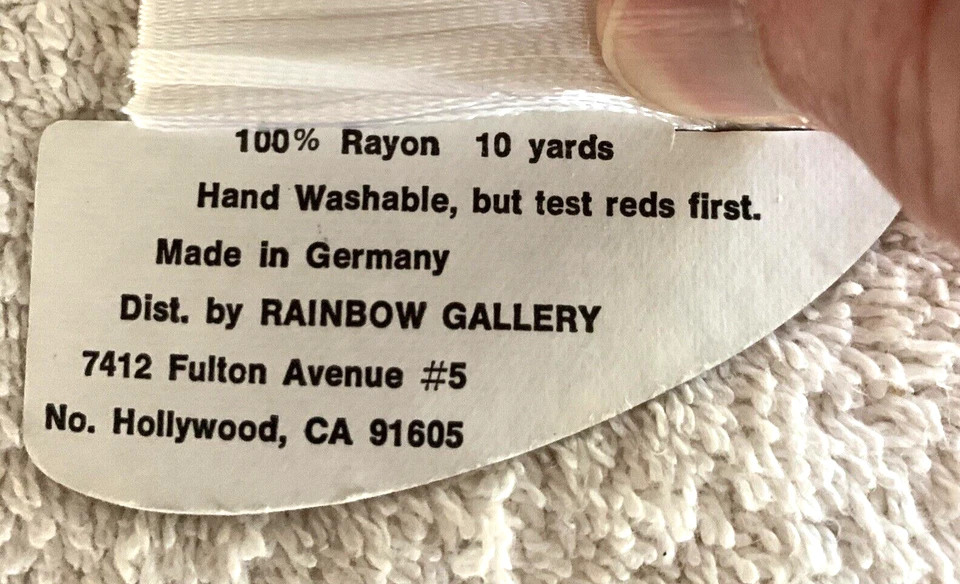 100% Rayon 10 yards
Hand Washable, but test reds first.
Made in Germany
Dist. by RAINBOW GALLERY
7412 Fulton Avenue #5
No. Hollywood, CA 91605